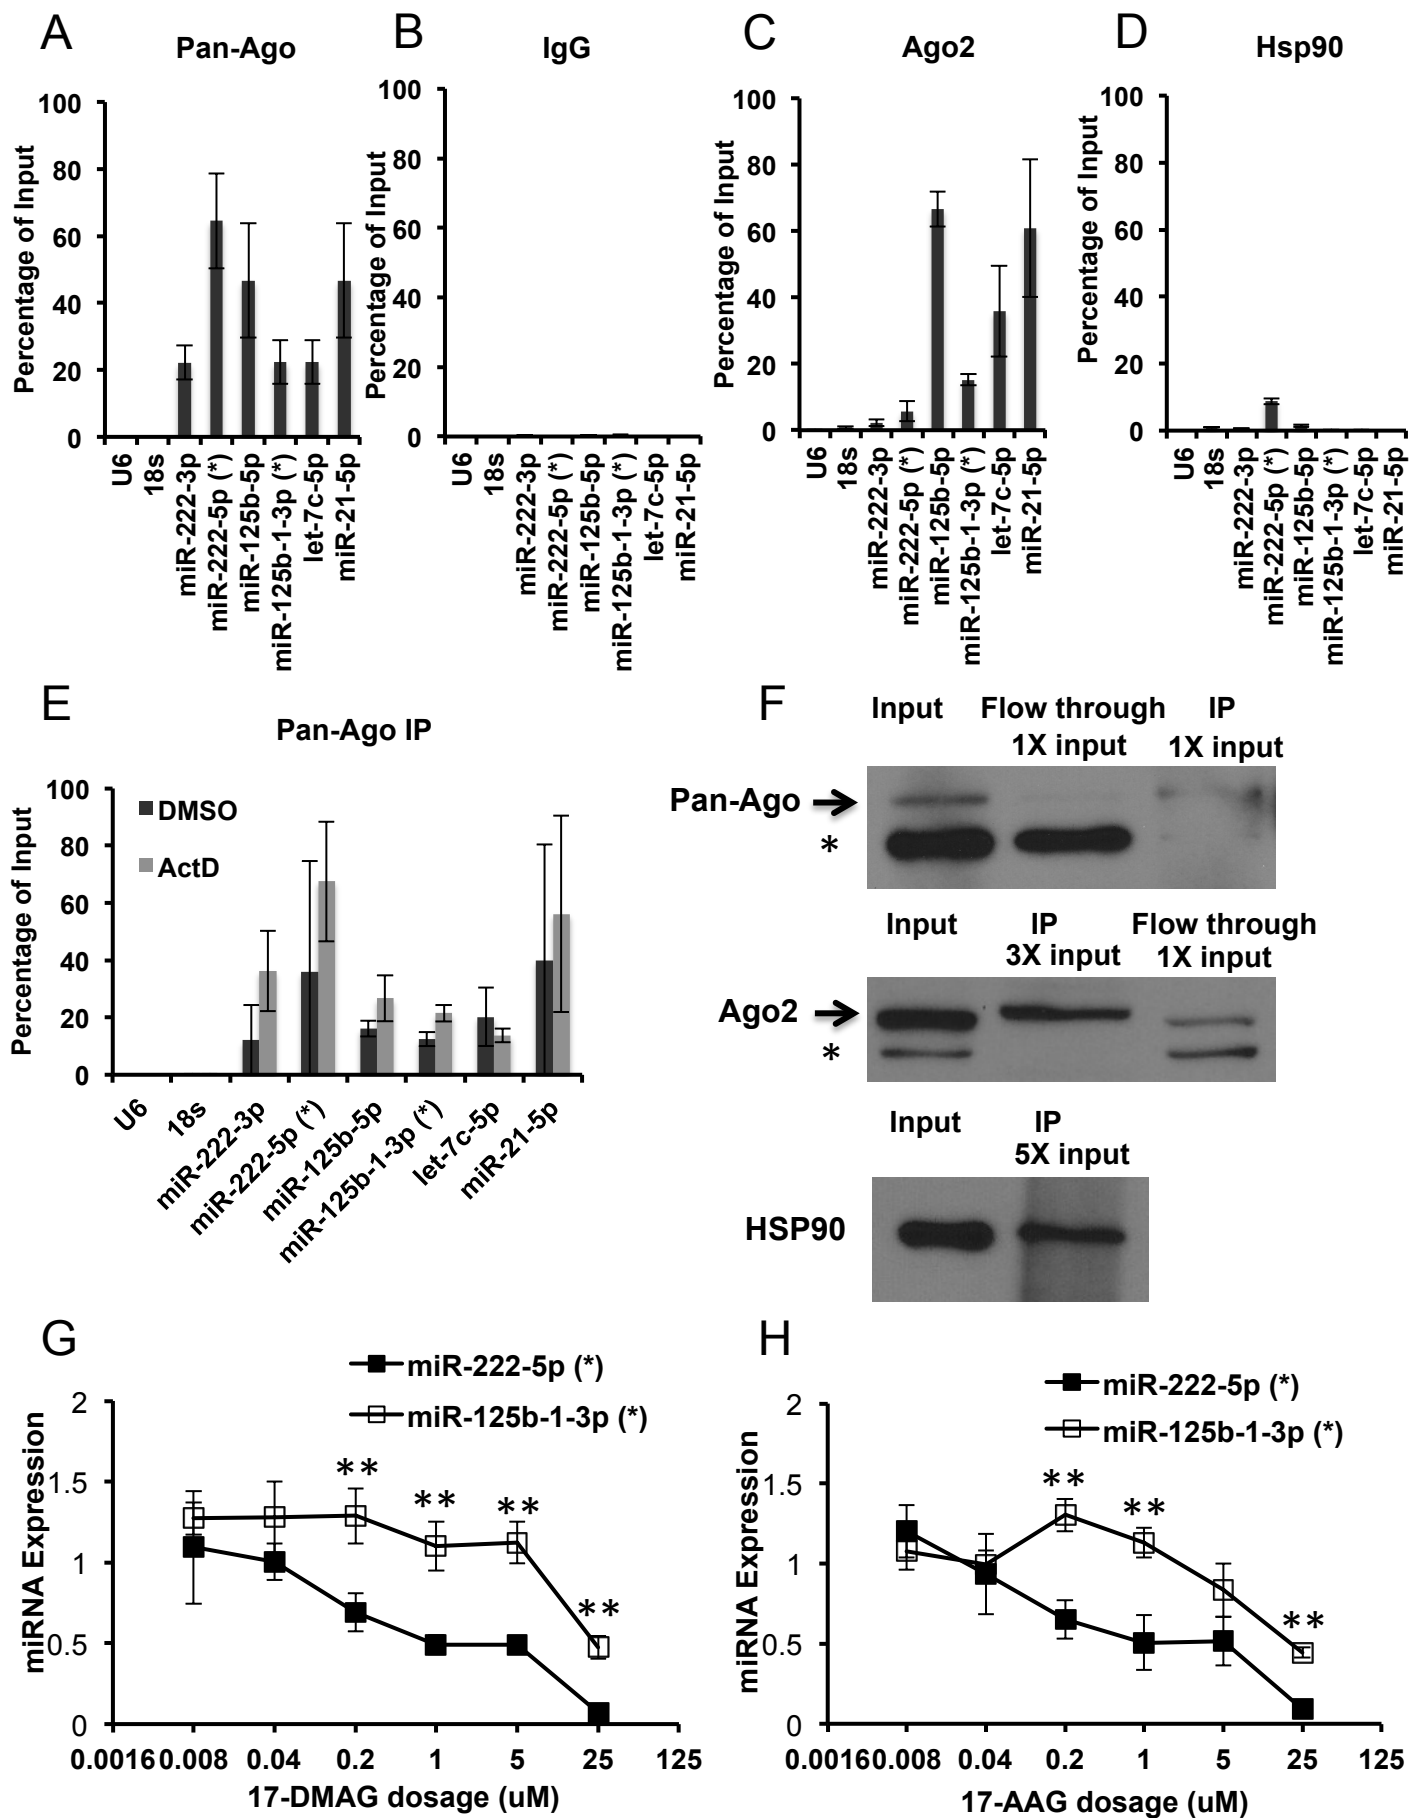 A
Pan-Ago
Percentage of Input
100
80
60
40
20
0
U6
18s
miR-222-3p
miR-222-5p (*)
miR-125b-5p
miR-125b-1-3p (*)
let-7c-5p
miR-21-5p
B
IgG
Percentage of Input
100
80
60
40
20
0
U6
18s
miR-222-3p
miR-222-5p (*)
miR-125b-5p
miR-125b-1-3p (*)
let-7c-5p
miR-21-5p
C
Ago2
Percentage of Input
100
80
60
40
20
0
U6
18s
miR-222-3p
miR-222-5p (*)
miR-125b-5p
miR-125b-1-3p (*)
let-7c-5p
miR-21-5p
D
Hsp90
Percentage of Input
100
80
60
40
20
0
U6
18s
miR-222-3p
miR-222-5p (*)
miR-125b-5p
miR-125b-1-3p (*)
let-7c-5p
miR-21-5p
E
Pan-Ago IP
Percentage of Input
100
80
60
40
20
0
DMSO
ActD
U6
18s
miR-222-3p
miR-222-5p (*)
miR-125b-5p
miR-125b-1-3p (*)
let-7c-5p
miR-21-5p
F
Input Flow through IP
1X input 1X input
Pan-Ago
*
Input IP Flow through
3X input 1X input
Ago2
*
Input IP
5X input
HSP90
G
miR-222-5p (*)
miR-125b-1-3p (*)
miRNA Expression
2
1.5
1
0.5
0
**
**
**
**
0.0016 0.008 0.04 0.2 1 5 25 125
17-DMAG dosage (uM)
H
miR-222-5p (*)
miR-125b-1-3p (*)
miRNA Expression
2
1.5
1
0.5
0
**
**
**
0.0016 0.008 0.04 0.2 1 5 25 125
17-AAG dosage (uM)